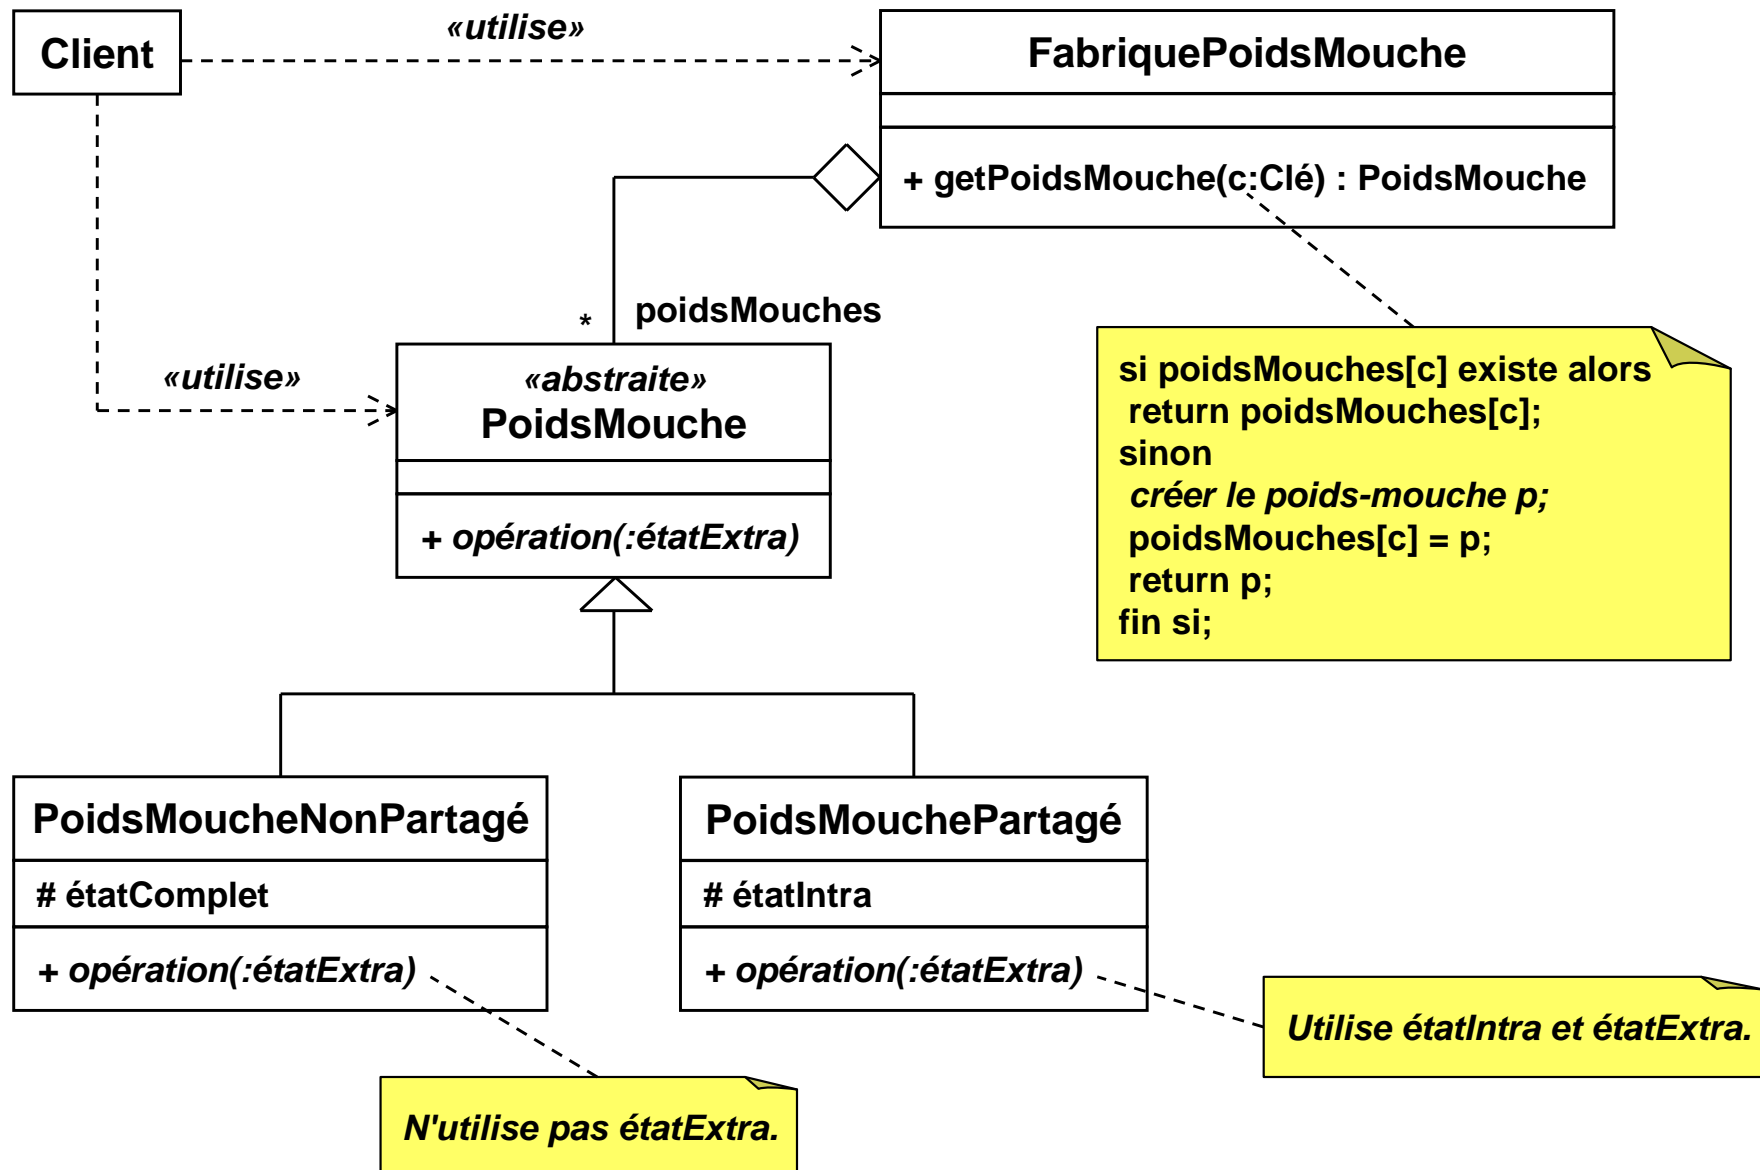 Client
«utilise»
FabriquePoidsMouche
+ getPoidsMouche(c:Clé) : PoidsMouche
* poidsMouches
«utilise»
«abstraite»
PoidsMouche
+ opération(:étatExtra)
si poidsMouches[c] existe alors
return poidsMouches[c];
sinon
créer le poids-mouche p;
poidsMouches[c] = p;
return p;
fin si;
PoidsMoucheNonPartagé
# étatComplet
+ opération(:étatExtra)
PoidsMouchePartagé
# étatIntra
+ opération(:étatExtra)
Utilise étatIntra et étatExtra.
N'utilise pas étatExtra.